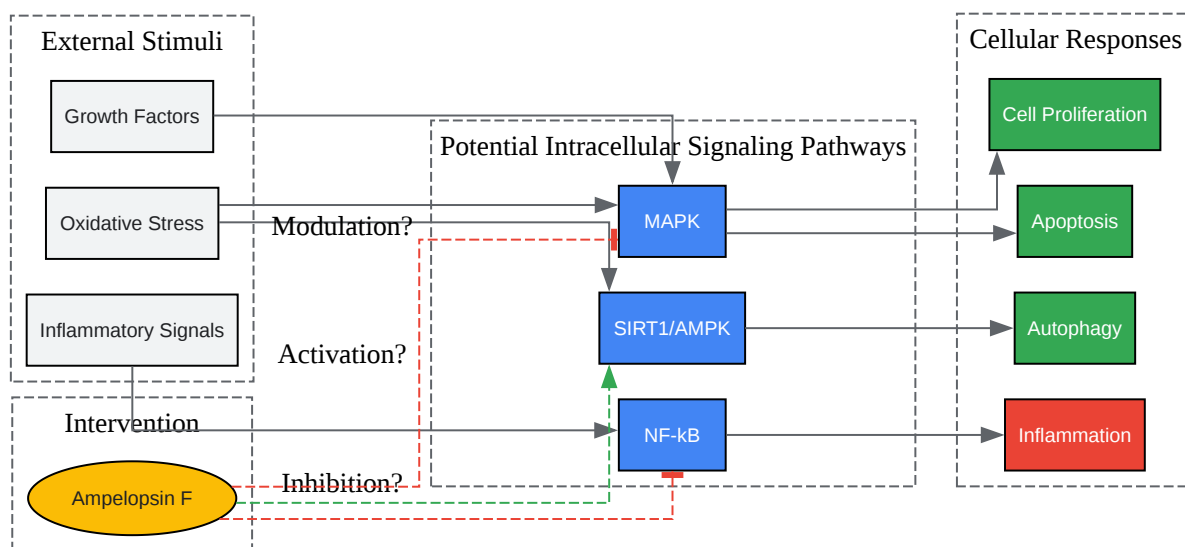 External Stimuli
Growth Factors
Oxidative Stress
Inflammatory Signals
Intervention
Ampelopsin F
Modulation?
Activation?
Inhibition?
Potential Intracellular Signaling Pathways
MAPK
SIRT1/AMPK
NF-kB
Cellular Responses
Cell Proliferation
Apoptosis
Autophagy
Inflammation